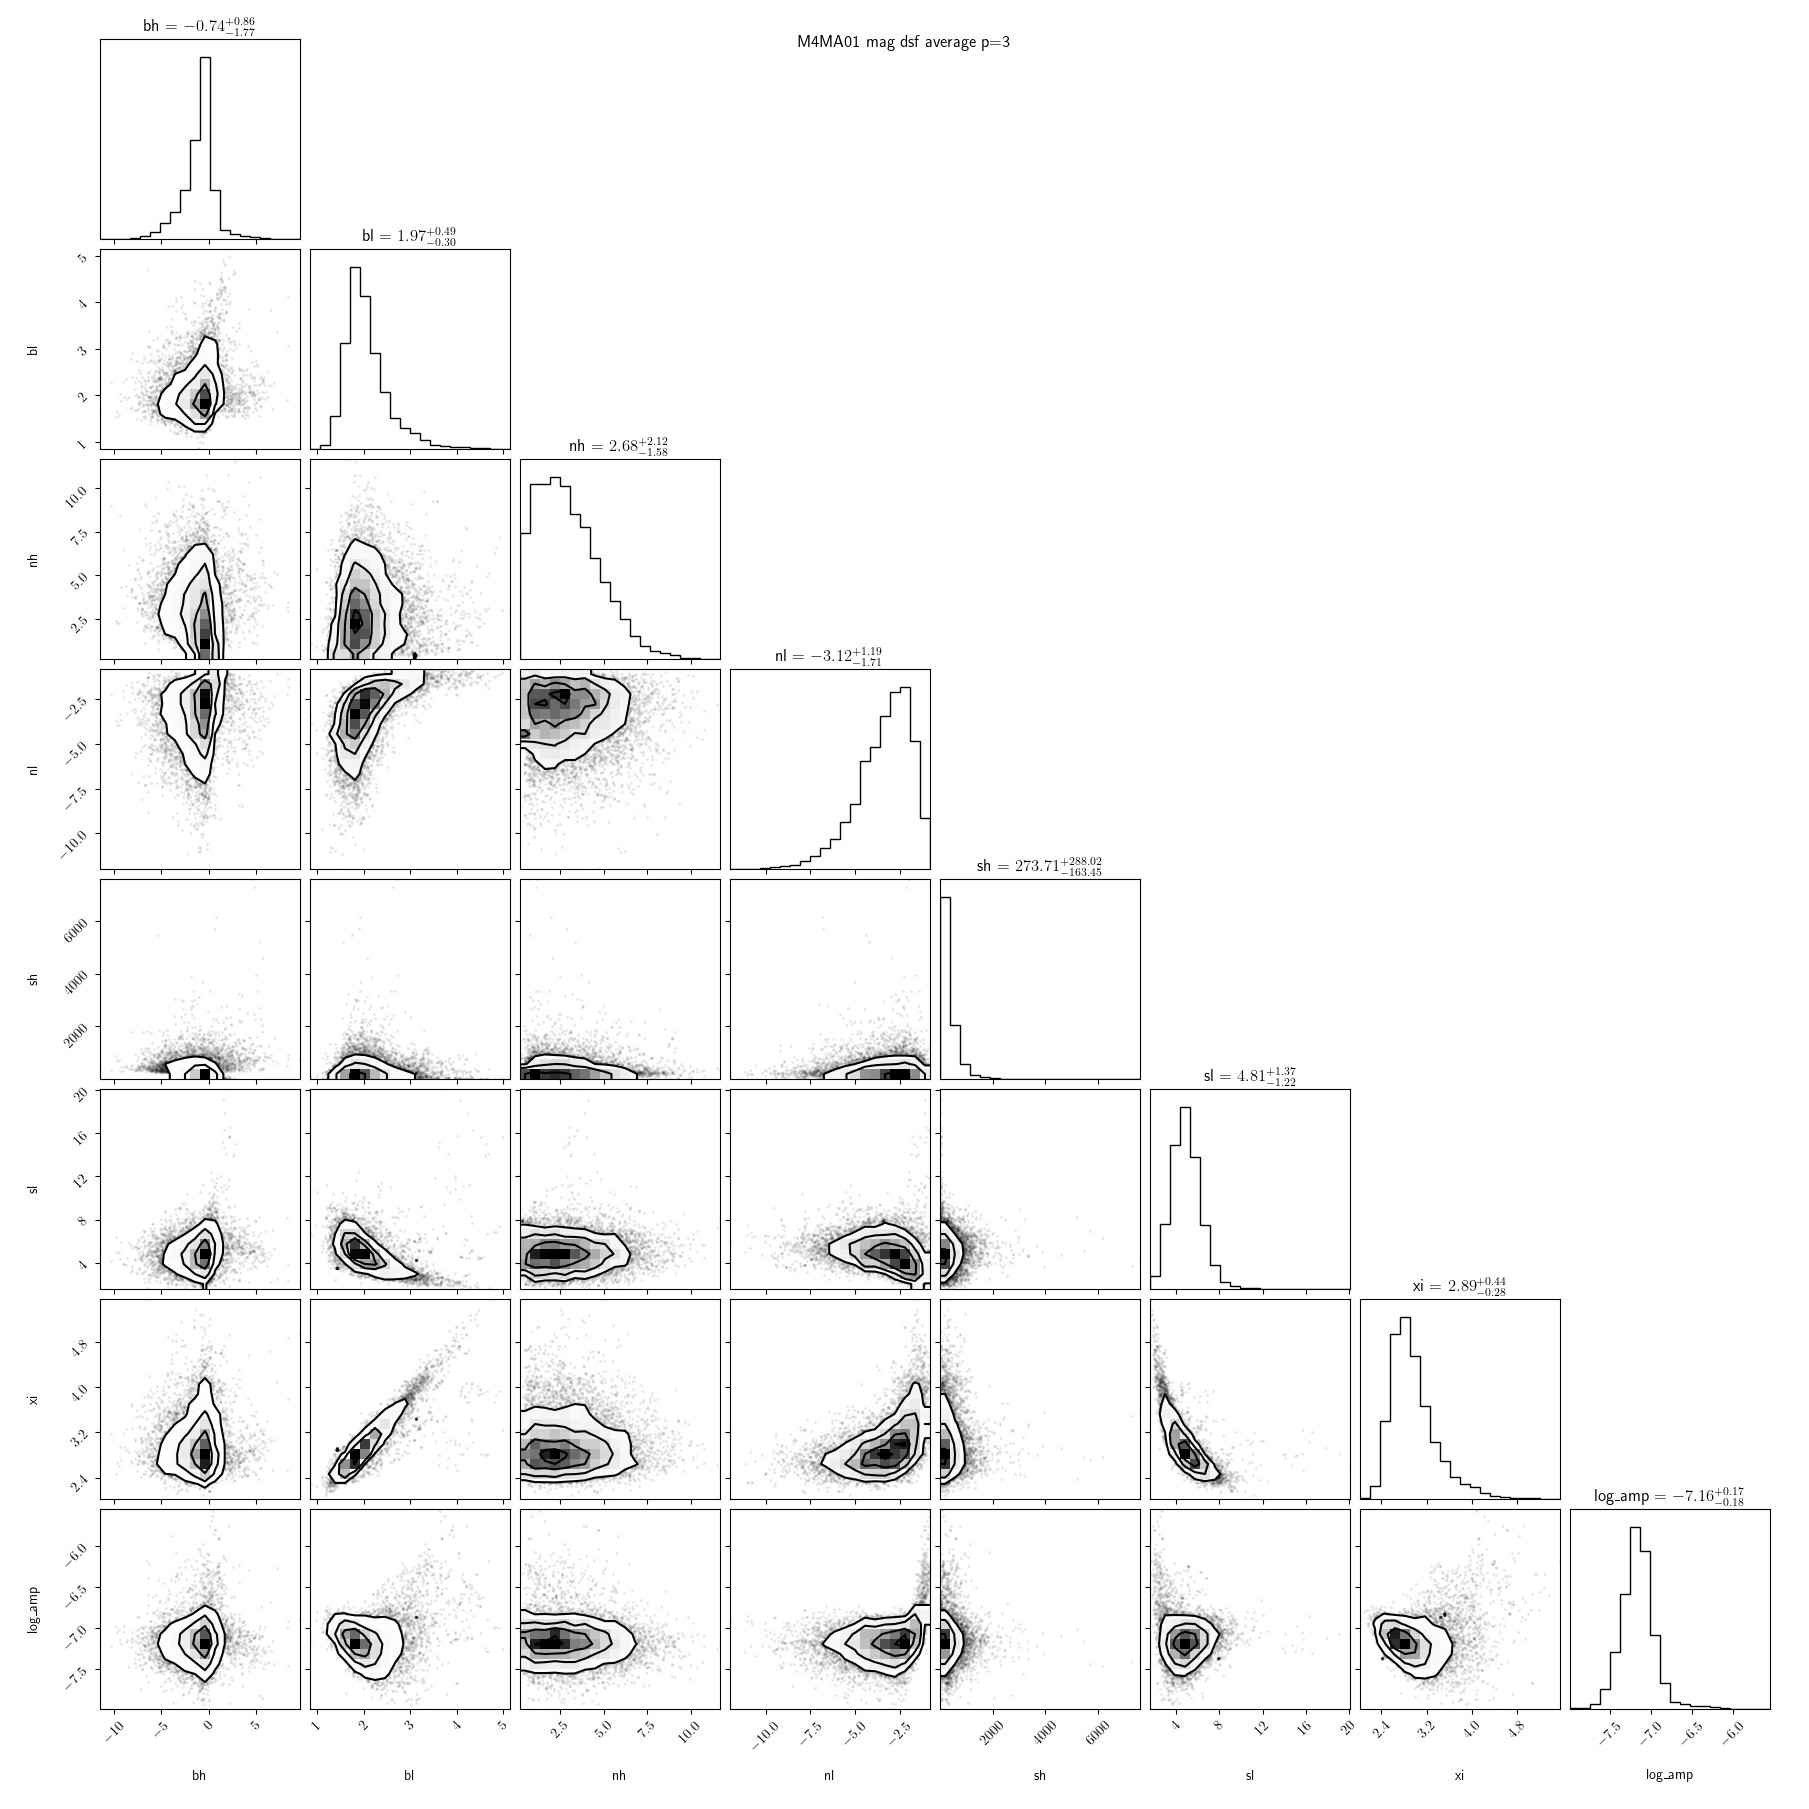 M4MA01 mag dsf average p=3
bh = −0.74+0.86−1.77
bl = 1.97+0.49−0.30
5
4
3
2
1
bl
nh = 2.68+2.12−1.58
10.0
7.5
5.0
2.5
nh
nl = −3.12+1.19−1.71
−2.5
−5.0
−7.5
−10.0
nl
sh = 273.71+288.02−163.45
6000
4000
2000
sh
sl = 4.81+1.37−1.22
20
16
12
8
4
sl
xi = 2.89+0.44−0.28
4.8
4.0
3.2
2.4
xi
log_amp = −7.16+0.17−0.18
−6.0
−6.5
−7.0
−7.5
log_amp
−10 −5 0 5 1 2 3 4 5 2.5 5.0 7.5 10.0 −10.0 −7.5 −5.0 −2.5 2000 4000 6000 4 8 12 16 20 2.4 3.2 4.0 4.8 −7.5 −7.0 −6.5 −6.0
bh bl nh nl sh sl xi log_amp